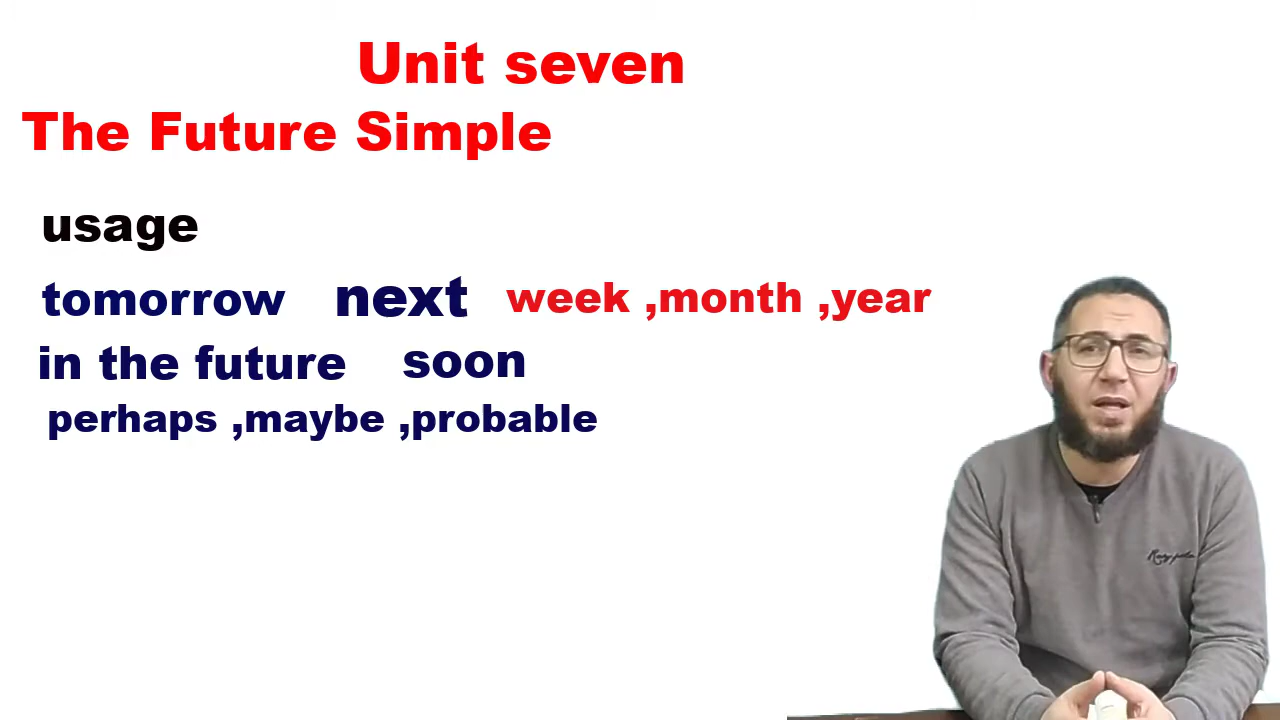 Unit seven
The Future Simple
usage
tomorrow next week ,month ,year
in the future soon
perhaps ,maybe ,probable